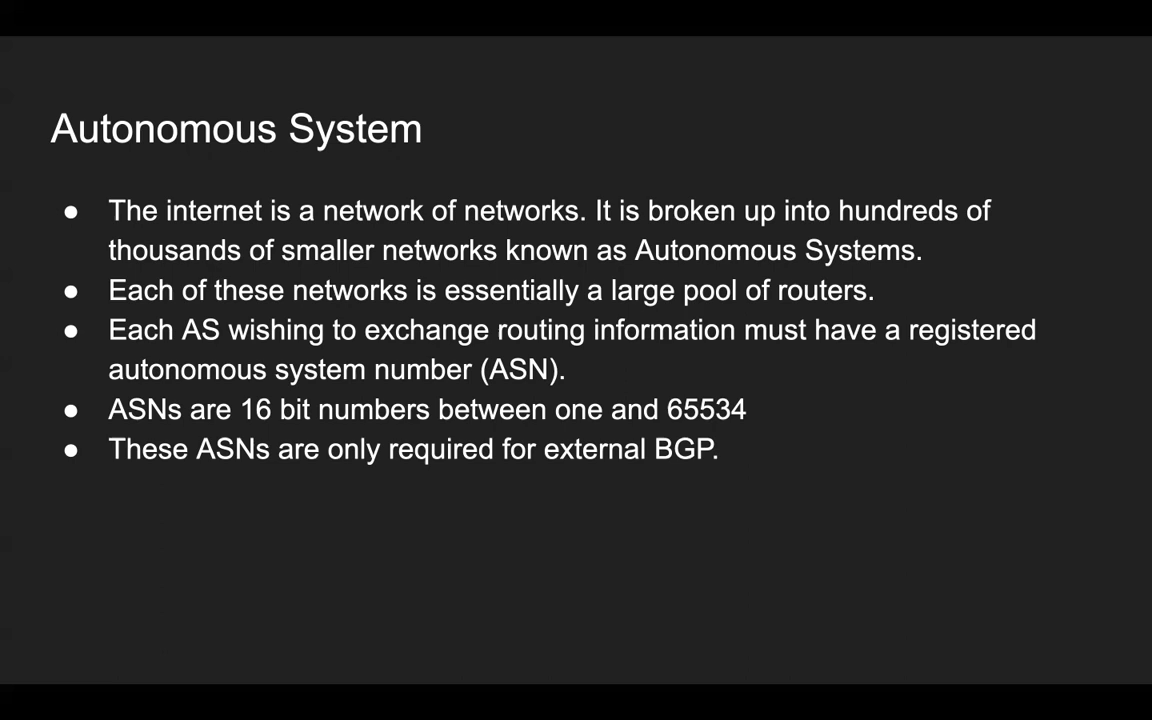 Autonomous System
● The internet is a network of networks. It is broken up into hundreds of
thousands of smaller networks known as Autonomous Systems.
● Each of these networks is essentially a large pool of routers.
● Each AS wishing to exchange routing information must have a registered
autonomous system number (ASN).
● ASNs are 16 bit numbers between one and 65534
● These ASNs are only required for external BGP.